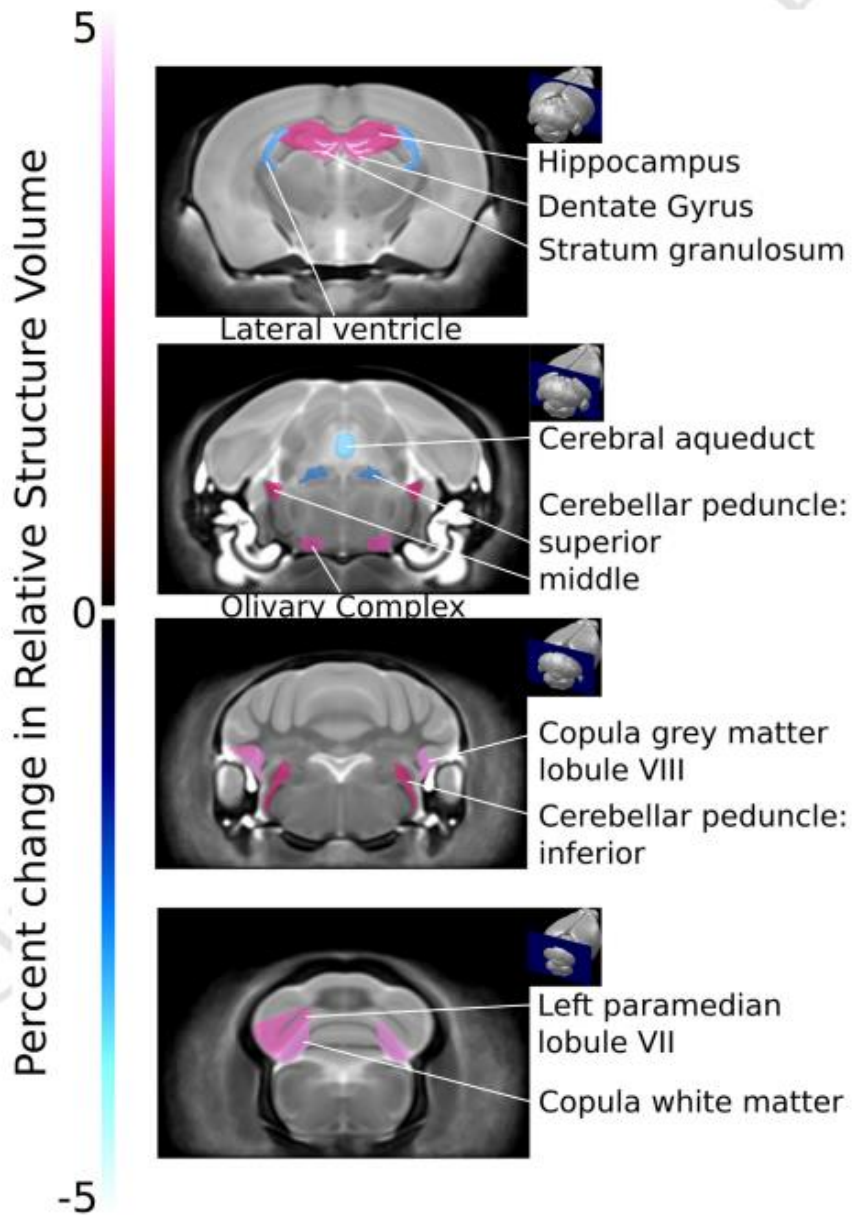 5
Percent change in Relative Structure Volume
0
-5
Hippocampus
Dentate Gyrus
Stratum granulosum
Lateral ventricle
Cerebral aqueduct
Cerebellar peduncle:
superior
middle
Olivary Complex
Copula grey matter
lobule VIII
Cerebellar peduncle:
inferior
Left paramedian
lobule VII
Copula white matter